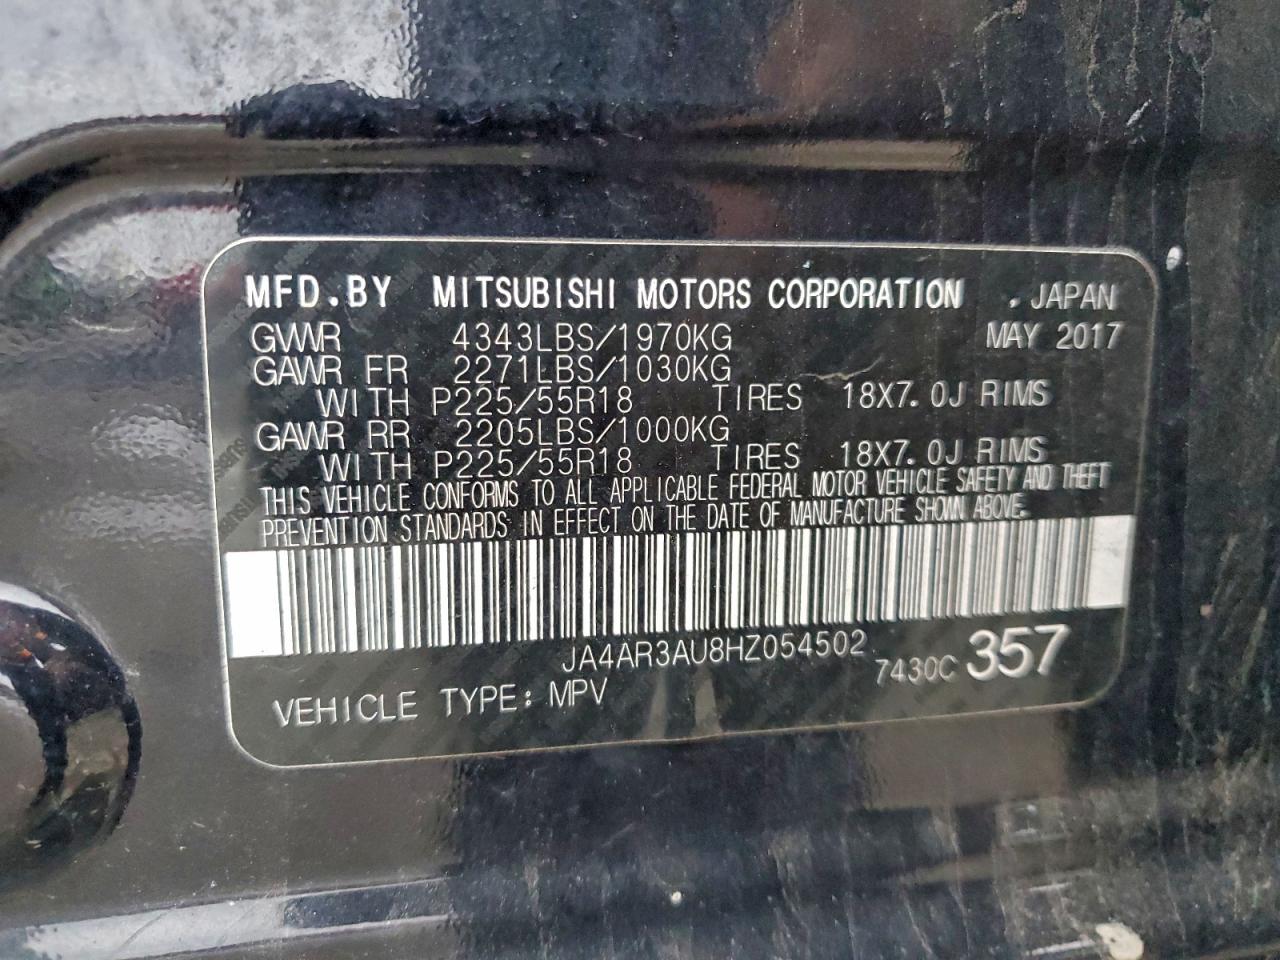 MFD.BY MITSUBISHI MOTORS CORPORATION . JAPAN
GVWR 4343LBS/1970KG MAY 2017
GAWR FR 2271LBS/1030KG
WITH P225/55R18 TIRES 18X7.0J RIMS
GAWR RR 2205LBS/1000KG
WITH P225/55R18 TIRES 18X7.0J RIMS
THIS VEHICLE CONFORMS TO ALL APPLICABLE FEDERAL MOTOR VEHICLE SAFETY AND THEFT
PREVENTION STANDARDS IN EFFECT ON THE DATE OF MANUFACTURE SHOWN ABOVE.
JA4AR3AU8HZ054502
7430C 357
VEHICLE TYPE: MPV